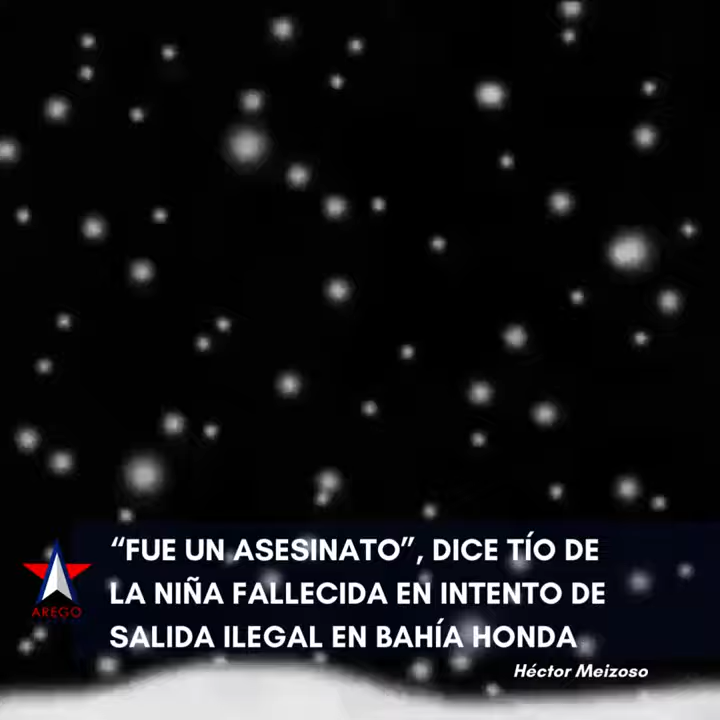 “FUE UN ASESINATO”, DICE TÍO DE
LA NIÑA FALLECIDA EN INTENTO DE
AREGO
SALIDA ILEGAL EN BAHÍA HONDA
Héctor Meizoso